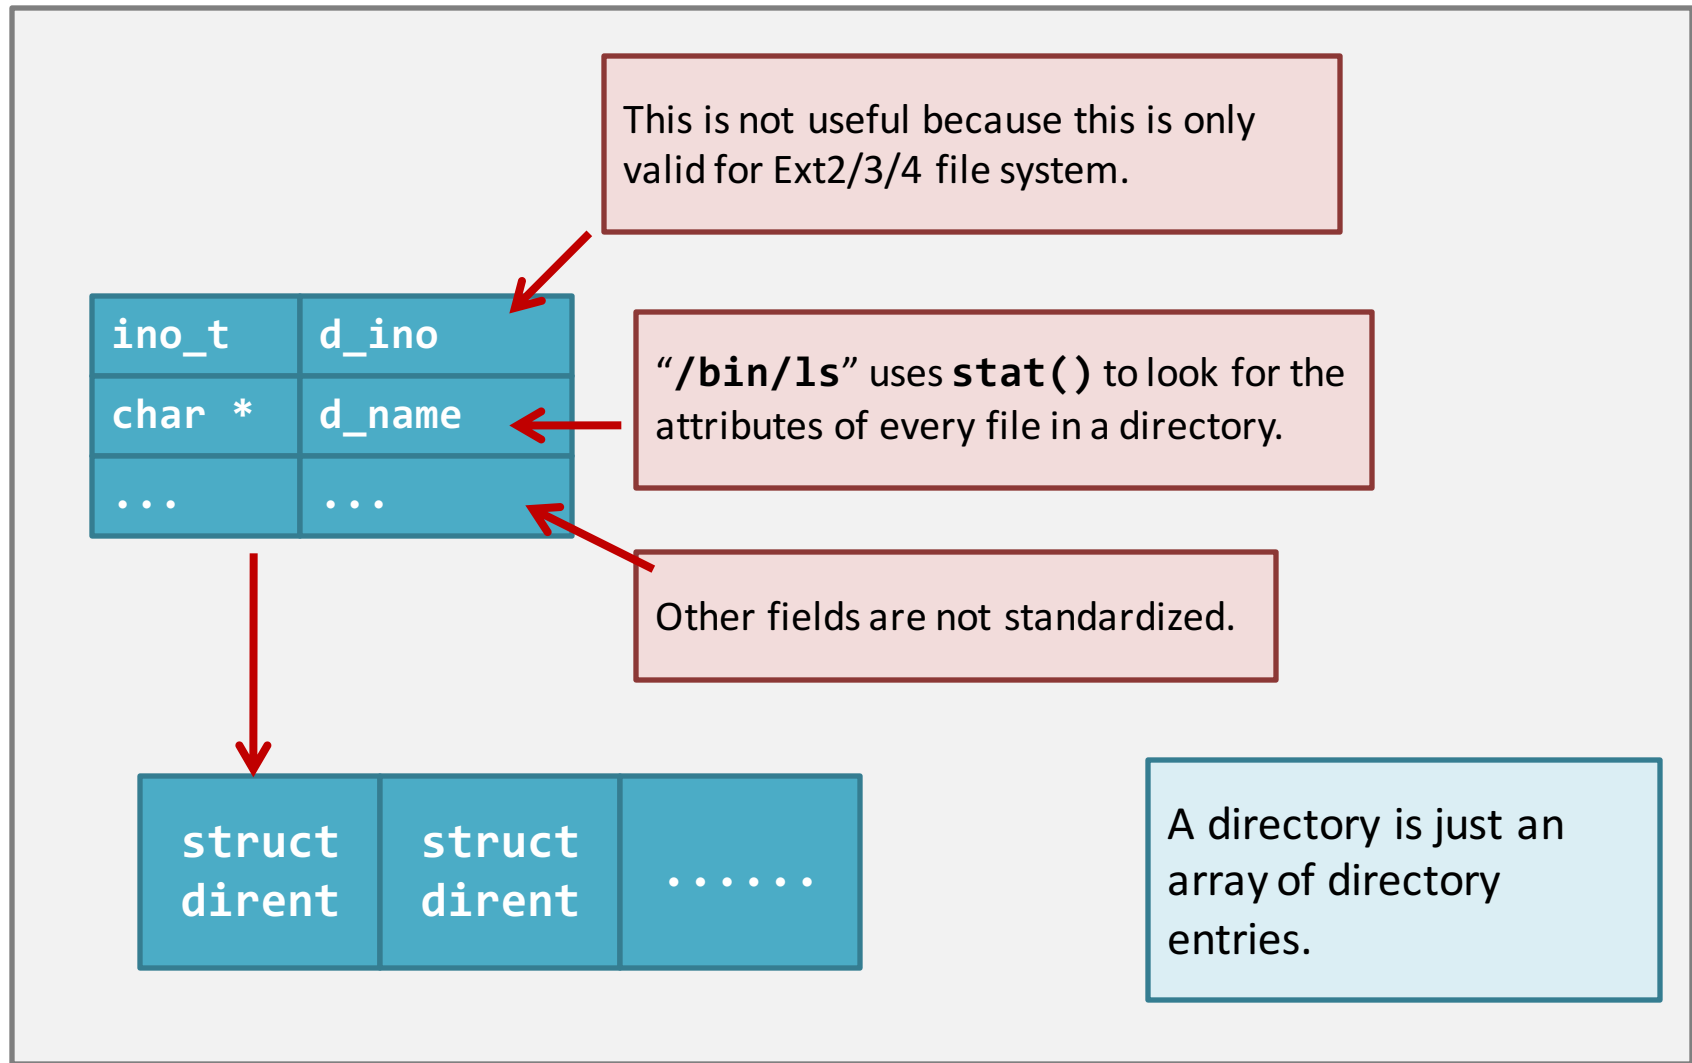 This is not useful because this is only
valid for Ext2/3/4 file system.
ino_t d_ino
char * d_name
... ...
“/bin/ls” uses stat() to look for the
attributes of every file in a directory.
Other fields are not standardized.
struct
dirent
struct
dirent
......
A directory is just an
array of directory
entries.